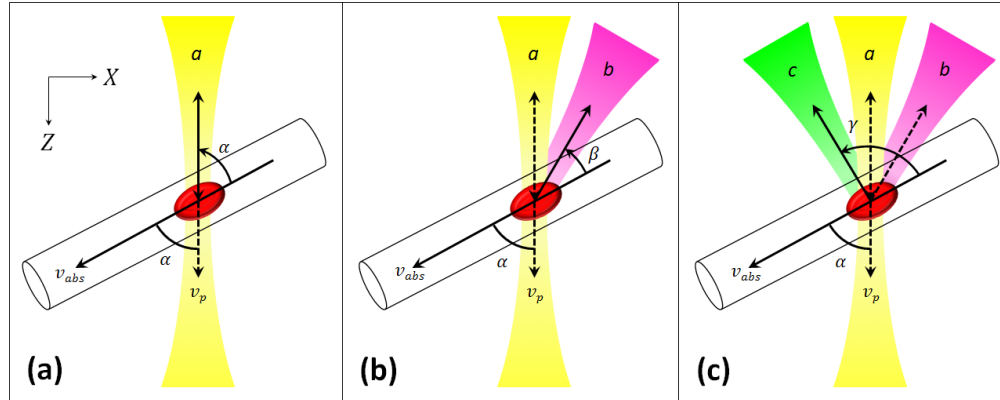 a
X
Z
α
α
v_abs
v_p
(a)
a
b
β
α
v_abs
v_p
(b)
c
a
b
γ
α
v_abs
v_p
(c)